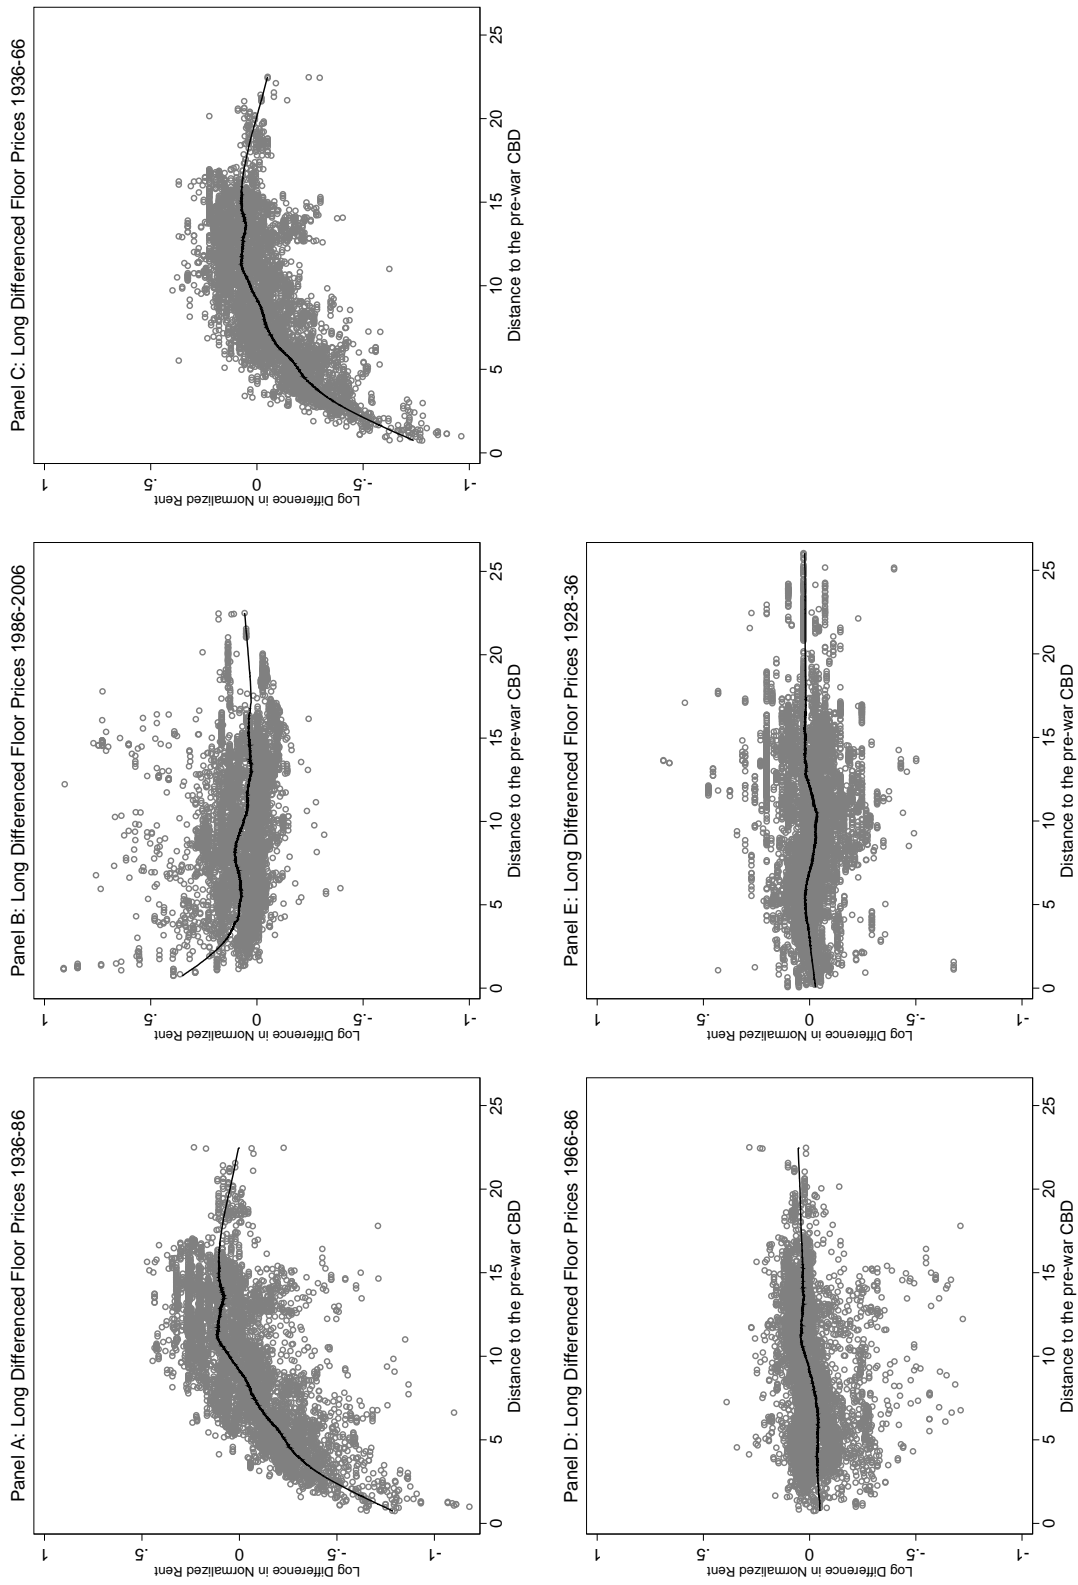 Panel A: Long Differenced Floor Prices 1936-86
Log Difference in Normalized Rent
1
.5
0
-.5
-1
0 5 10 15 20 25
Distance to the pre-war CBD
Panel B: Long Differenced Floor Prices 1986-2006
Log Difference in Normalized Rent
1
.5
0
-.5
-1
0 5 10 15 20 25
Distance to the pre-war CBD
Panel C: Long Differenced Floor Prices 1936-66
Log Difference in Normalized Rent
1
.5
0
-.5
-1
0 5 10 15 20 25
Distance to the pre-war CBD
Panel D: Long Differenced Floor Prices 1966-86
Log Difference in Normalized Rent
1
.5
0
-.5
-1
0 5 10 15 20 25
Distance to the pre-war CBD
Panel E: Long Differenced Floor Prices 1928-36
Log Difference in Normalized Rent
1
.5
0
-.5
-1
0 5 10 15 20 25
Distance to the pre-war CBD